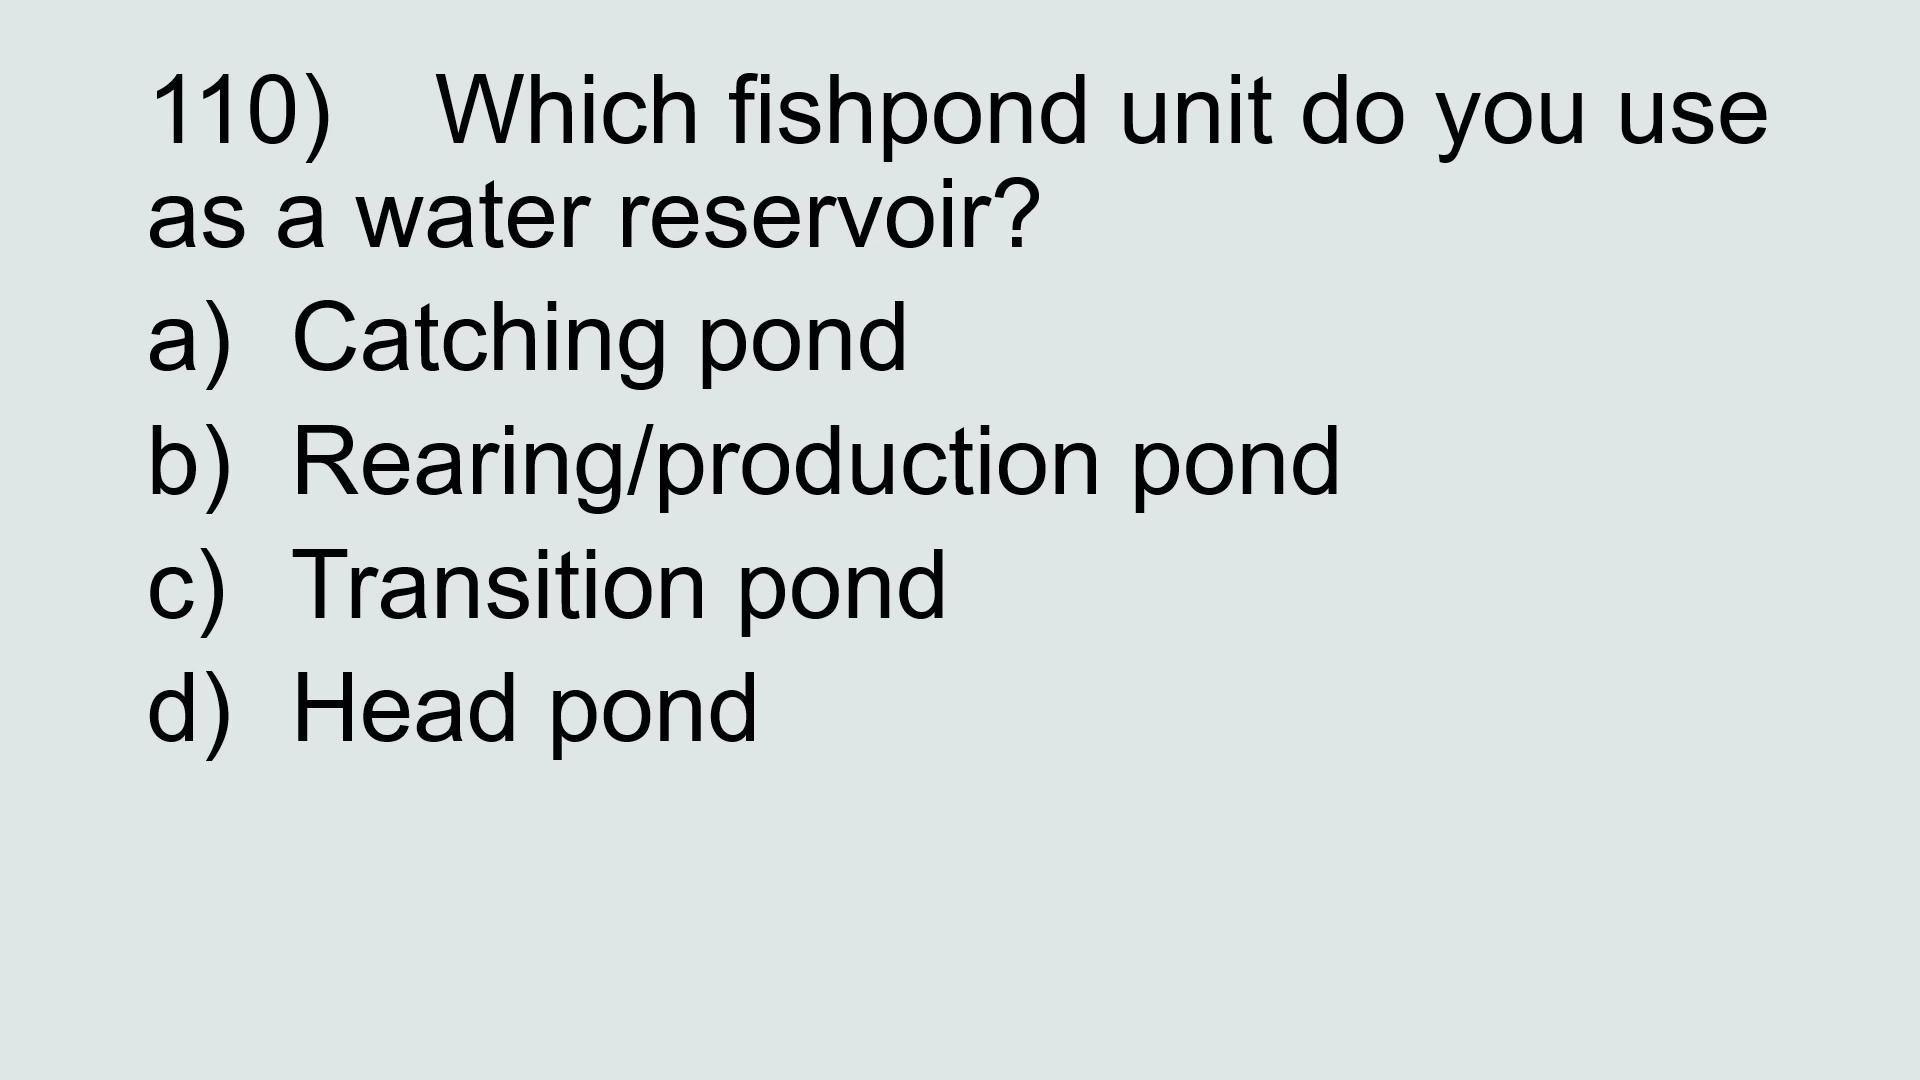 110) Which fishpond unit do you use
as a water reservoir?
a) Catching pond
b) Rearing/production pond
c) Transition pond
d) Head pond